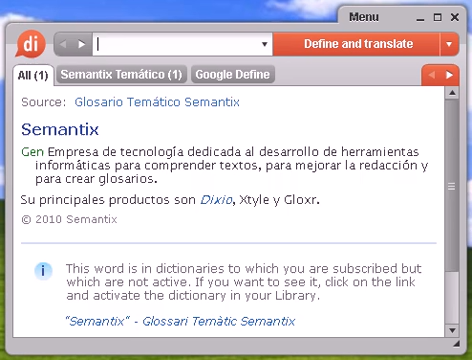 Menu
di
Define and translate
All (1)
Semantix Temático (1)
Google Define
Source: Glosario Temático Semantix
Semantix
Gen Empresa de tecnología dedicada al desarrollo de herramientas
informáticas para comprender textos, para mejorar la redacción y
para crear glosarios.
Su principales productos son Dixio, Xtyle y Gloxr.
© 2010 Semantix
i
This word is in dictionaries to which you are subscribed but
which are not active. If you want to see it, click on the link
and activate the dictionary in your Library.
"Semantix" - Glossari Temàtic Semantix